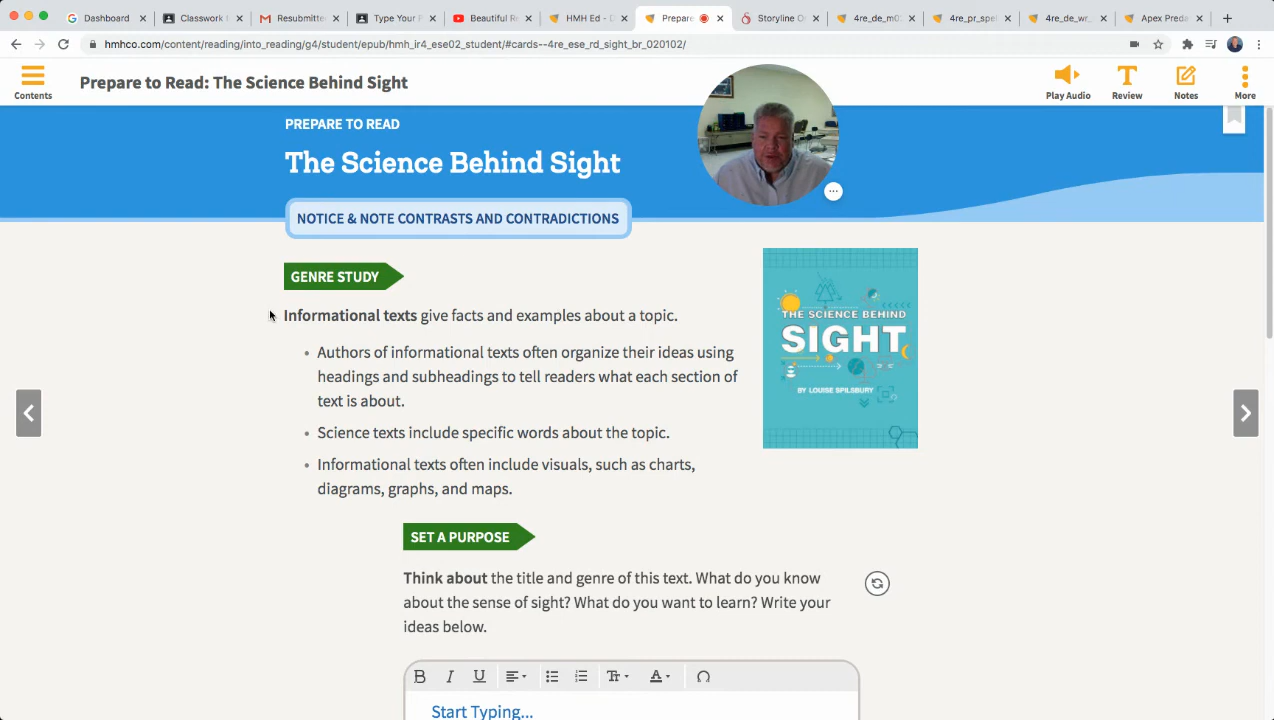 Dashboard
Classwork f
Resubmitte
Type Your F
Beautiful Re
HMH Ed - D
Prepare
Storyline O
4re_de_m0
4re_pr_spel
4re_de_wr_
Apex Preda
hmhco.com/content/reading/into_reading/g4/student/epub/hmh_ir4_ese02_student/#cards--4re_ese_rd_sight_br_020102/
Contents
Prepare to Read: The Science Behind Sight
Play Audio
Review
Notes
More
PREPARE TO READ
The Science Behind Sight
NOTICE & NOTE CONTRASTS AND CONTRADICTIONS
GENRE STUDY
Informational texts give facts and examples about a topic.
• Authors of informational texts often organize their ideas using
headings and subheadings to tell readers what each section of
text is about.
• Science texts include specific words about the topic.
• Informational texts often include visuals, such as charts,
diagrams, graphs, and maps.
THE SCIENCE BEHIND
SIGHT
BY LOUISE SPILSBURY
SET A PURPOSE
Think about the title and genre of this text. What do you know
about the sense of sight? What do you want to learn? Write your
ideas below.
B I U
Start Typing...